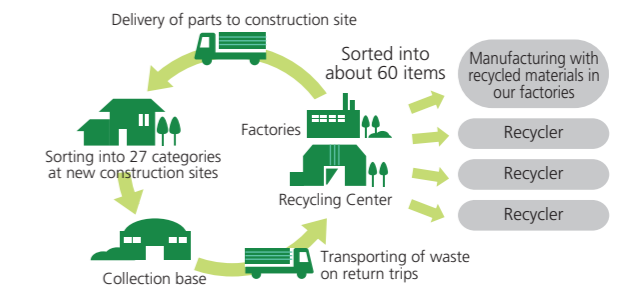 Delivery of parts to construction site
Sorted into
about 60 items
Manufacturing with
recycled materials in
our factories
Factories
Recycler
Sorting into 27 categories
at new construction sites
Recycler
Recycling Center
Recycler
Transporting of waste
on return trips
Collection base